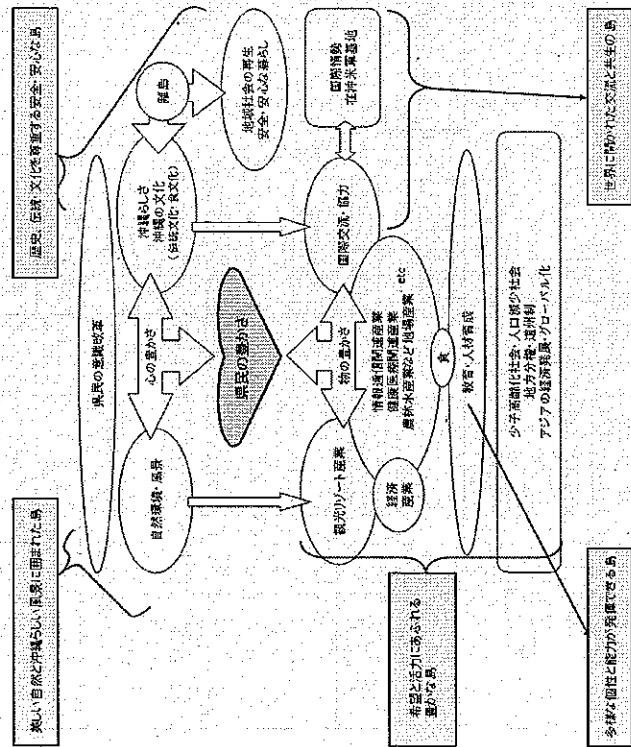 美しい自然と沖縄らしい風景に囲まれた島
歴史、伝統、文化を尊重する安全・安心な島
県民の意識改革
自然環境・風景
心の豊かさ
沖縄らしさ
沖縄の文化
(伝統文化・食文化)
離島
地域社会の再生
安全・安心な暮らし
県民の豊かさ
観光リゾート産業
物の豊かさ
国際交流・協力
国際情勢
在沖米軍基地
情報通信関連産業
健康医療関連産業
農林水産業など地場産業 etc
経済
産業
食
教育・人材育成
少子高齢化社会・人口減少社会
地方分権・道州制
アジアの経済発展・グローバル化
希望と活力にあふれる
豊かな島
多様な個性と能力が発揮できる島
世界に開かれた交流と共生の島